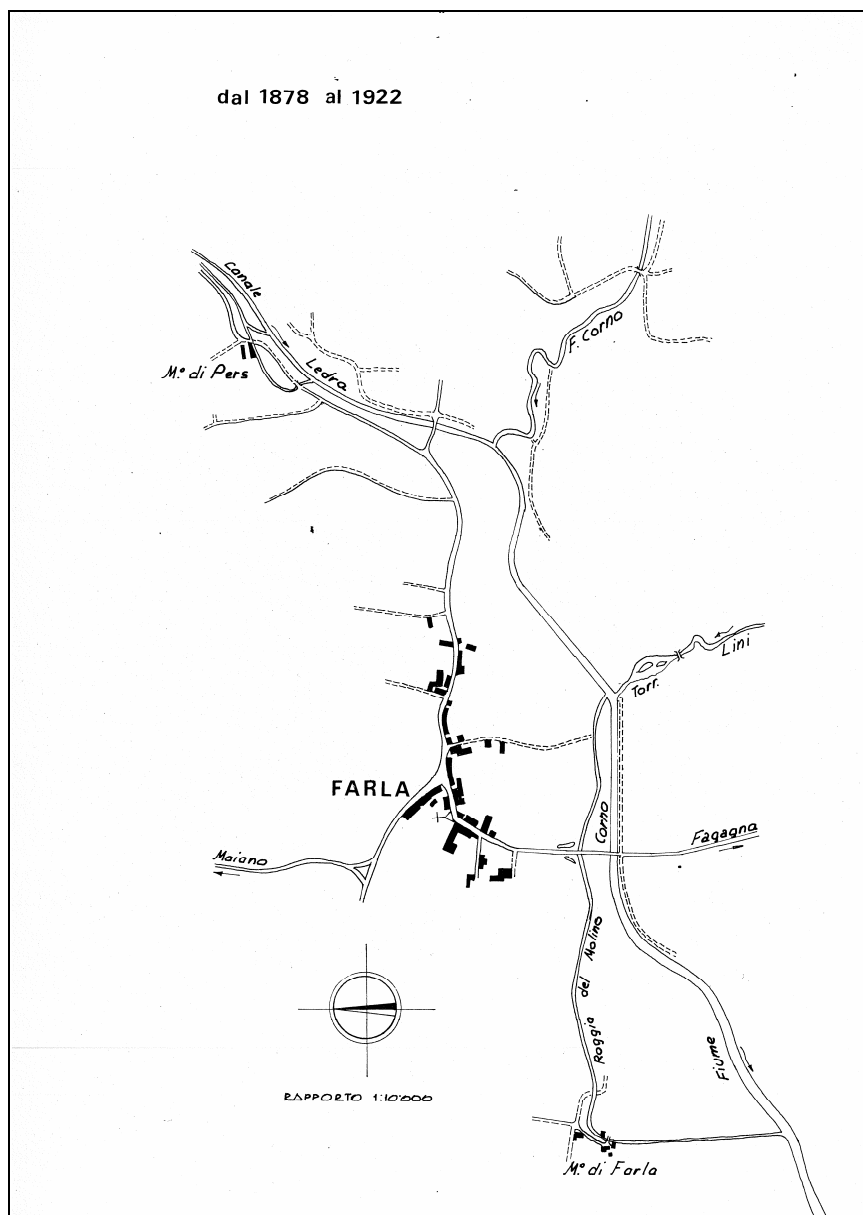 dal 1878 al 1922
Canale
Ledra
F. Corno
M.º di Pers
Lini
Torr.
FARLA
Corno
Fagagna
Maiano
Roggia del Molino
Fiume
RAPPORTO 1:10'000
M.º di Farla